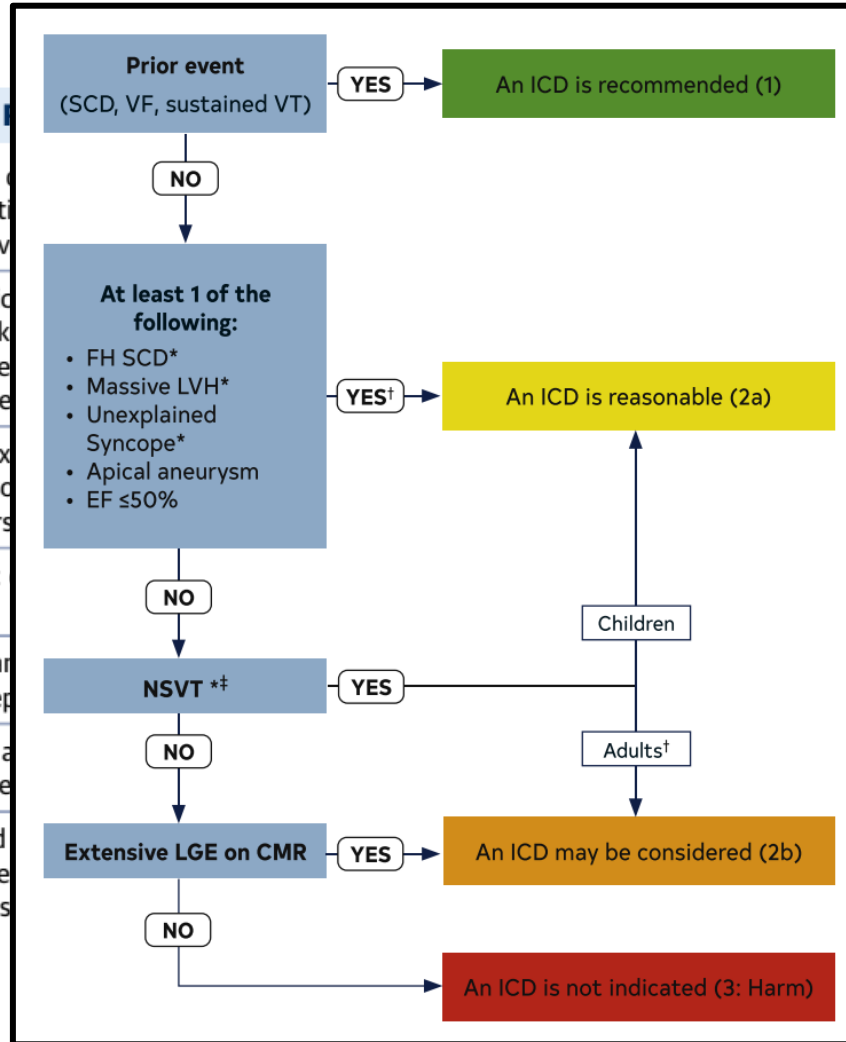 Prior event
(SCD, VF, sustained VT)
YES
An ICD is recommended (1)
NO
At least 1 of the
following:
• FH SCD*
• Massive LVH*
• Unexplained
Syncope*
• Apical aneurysm
• EF ≤50%
YES†
An ICD is reasonable (2a)
NO
Children
NSVT *‡
YES
NO
Adults†
Extensive LGE on CMR
YES
An ICD may be considered (2b)
NO
An ICD is not indicated (3: Harm)